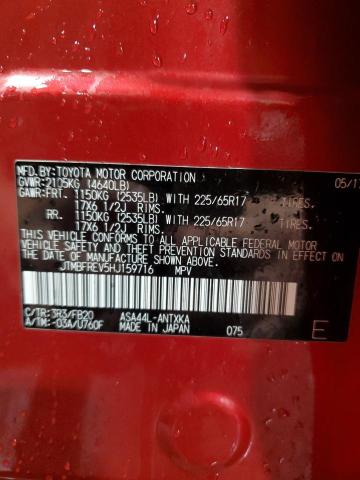 MFD.BY:TOYOTA MOTOR CORPORATION 05/1
GVWR:2105KG (4640LB)
GAWR:FRT. 1150KG (2535LB) WITH 225/65R17 TIRES,
17X6 1/2J RIMS.
RR. 1150KG (2535LB) WITH 225/65R17 TIRES,
17X6 1/2J RIMS.
THIS VEHICLE CONFORMS TO ALL APPLICABLE FEDERAL MOTOR
VEHICLE SAFETY AND BUMPER STANDARDS IN EFFECT ON
THE DATE OF MANUFACTURE SHOWN ABOVE.
JTMBFREV5HJ159716 MPV
C/TR:3R3/FB20 ASA44L-ANTXKA
A/TM:-03A/U760F MADE IN JAPAN 075 E